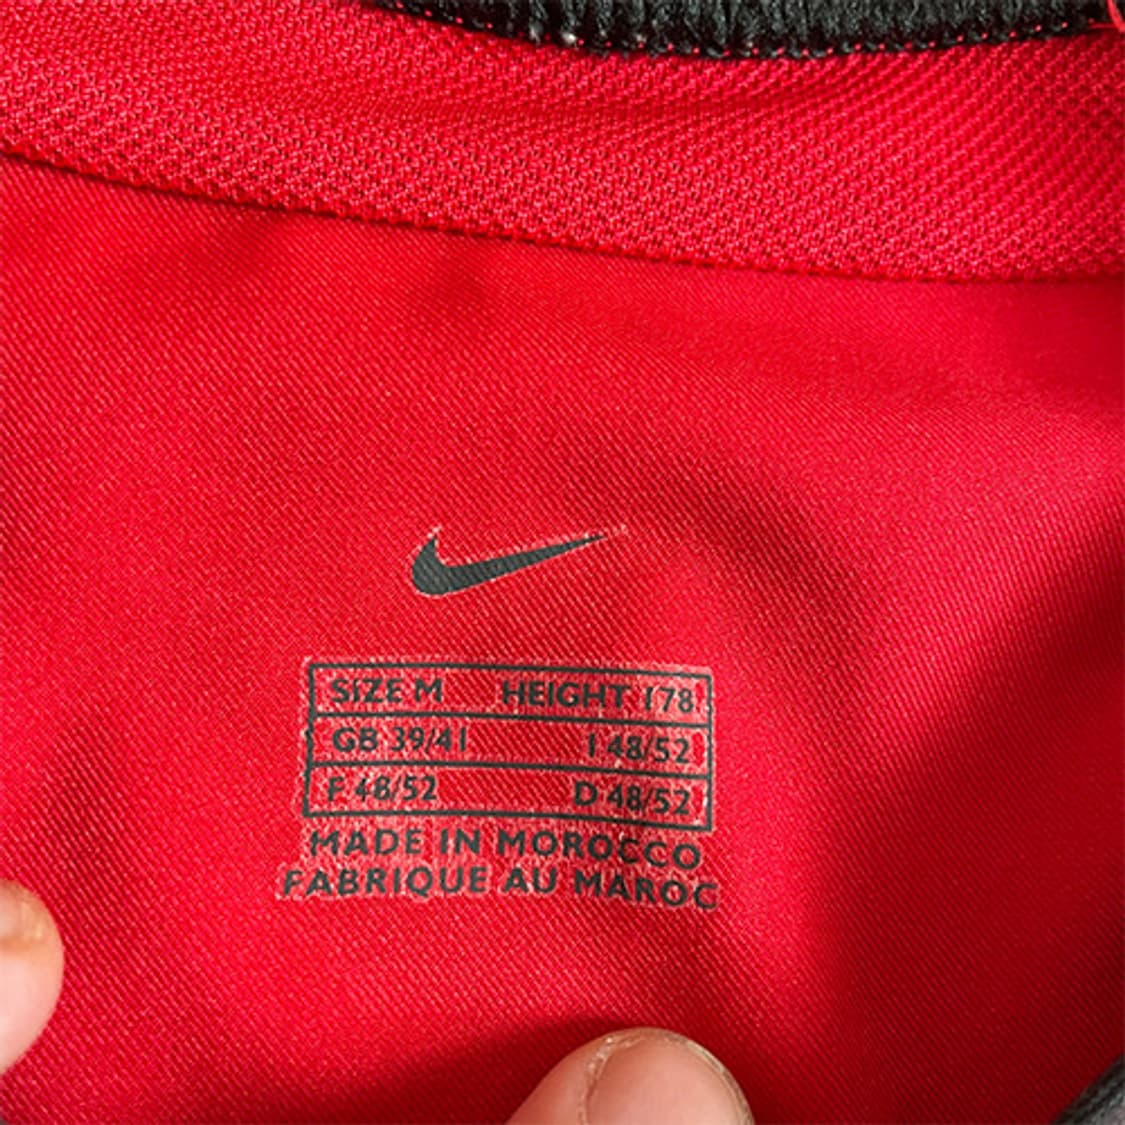 SIZE M HEIGHT 178
GB 39/41 I 48/52
F 48/52 D 48/52
MADE IN MOROCCO
FABRIQUE AU MAROC